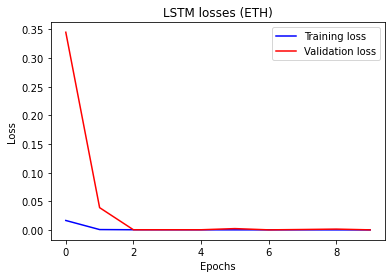 LSTM losses (ETH)
Training loss
Validation loss
0.35
0.30
0.25
0.20
0.15
0.10
0.05
0.00
Loss
0 2 4 6 8
Epochs